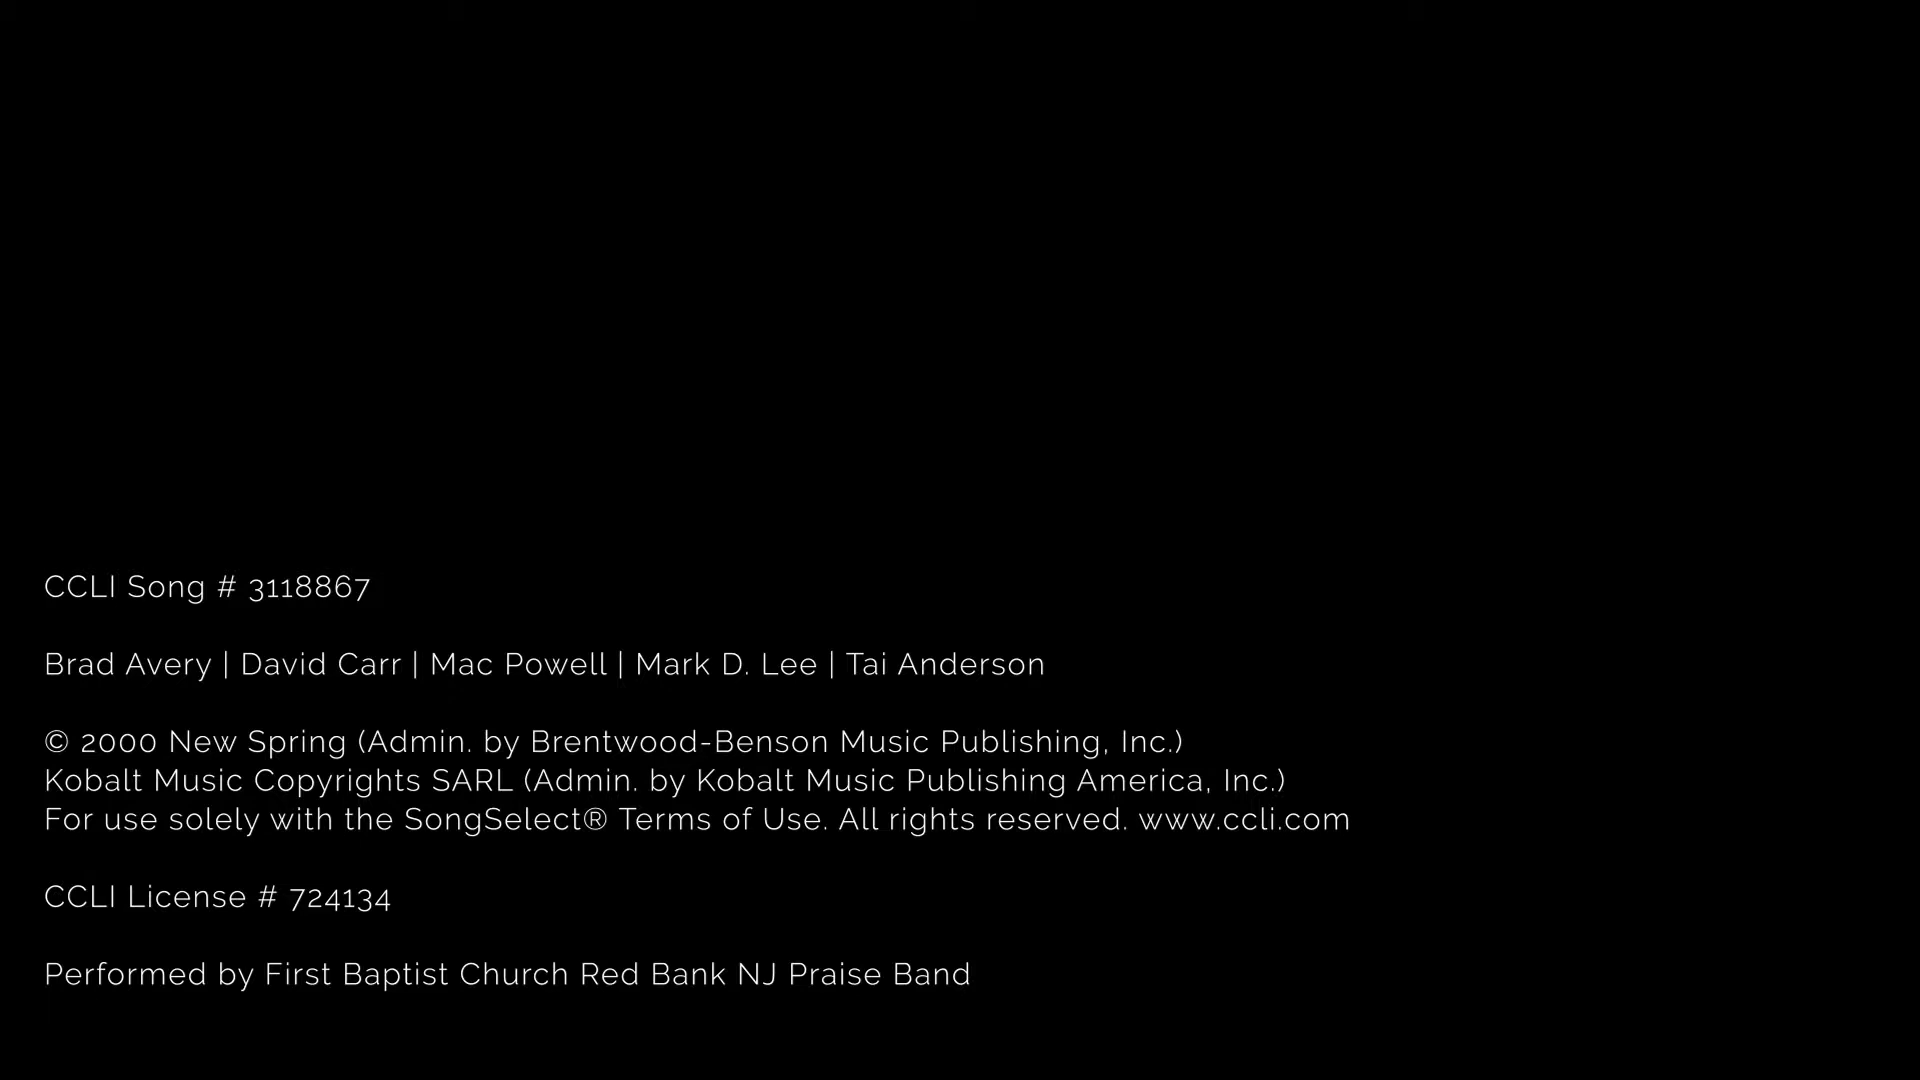 CCLI Song # 3118867
Brad Avery | David Carr | Mac Powell | Mark D. Lee | Tai Anderson
© 2000 New Spring (Admin. by Brentwood-Benson Music Publishing, Inc.)
Kobalt Music Copyrights SARL (Admin. by Kobalt Music Publishing America, Inc.)
For use solely with the SongSelect® Terms of Use. All rights reserved. www.ccli.com
CCLI License # 724134
Performed by First Baptist Church Red Bank NJ Praise Band